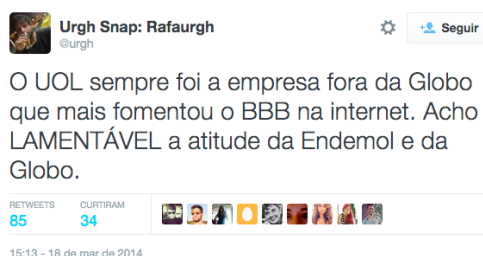 Urgh Snap: Rafaurgh
@urgh
Seguir
O UOL sempre foi a empresa fora da Globo
que mais fomentou o BBB na internet. Acho
LAMENTÁVEL a atitude da Endemol e da
Globo.
RETWEETS
CURTIRAM
85
34
15:13 - 18 de mar de 2014